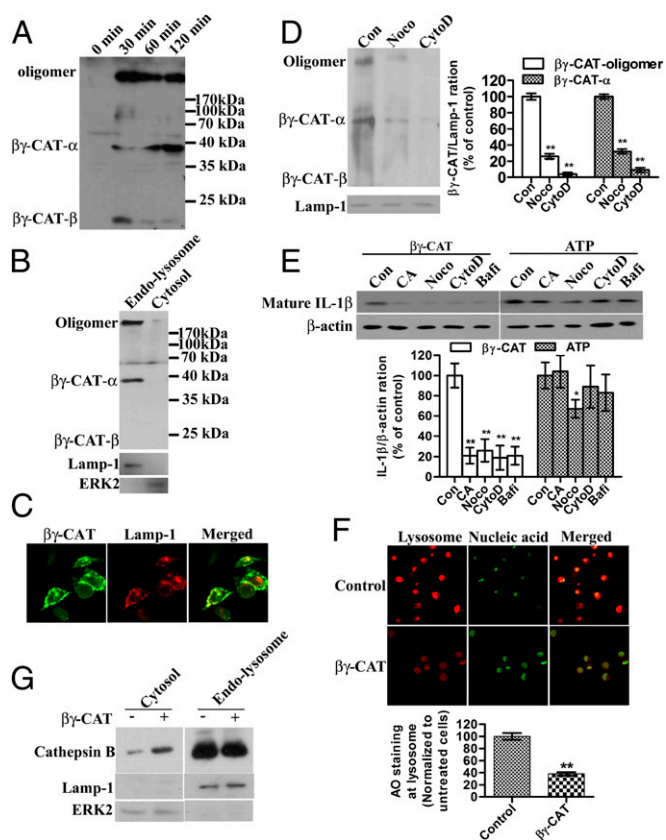 A
0 min
30 min
60 min
120 min
oligomer
170kDa
100kDa
70 kDa
βγ-CAT-α
40 kDa
35 kDa
25 kDa
βγ-CAT-β
B
Endo-lysosome
Cytosol
Oligomer
170kDa
100kDa
70 kDa
βγ-CAT-α
40 kDa
35 kDa
βγ-CAT-β
25 kDa
Lamp-1
ERK2
C
βγ-CAT Lamp-1 Merged
G
Cytosol
Endo-lysosome
βγ-CAT - + - +
Cathepsin B
Lamp-1
ERK2
D
Con
Noco
CytoD
Oligomer
βγ-CAT-α
βγ-CAT-β
Lamp-1
βγ-CAT-oligomer
βγ-CAT-α
βγ-CAT/Lamp-1 ration
(% of control)
120
100
80
60
40
20
0
** ** ** **
Con Noco CytoD Con Noco CytoD
E
βγ-CAT ATP
Con CA Noco CytoD Bafi Con CA Noco CytoD Bafi
Mature IL-1β
β-actin
βγ-CAT ATP
IL-1β/β-actin ration
(% of control)
120
100
80
60
40
20
0
** ** ** ** *
Con CA Noco CytoD Bafi Con CA Noco CytoD Bafi
F
Lysosome Nucleic acid Merged
Control
βγ-CAT
AO staining
at lysosome
(Normalized to
untreated cells)
120
100
80
60
40
20
0
**
Control βγ-CAT